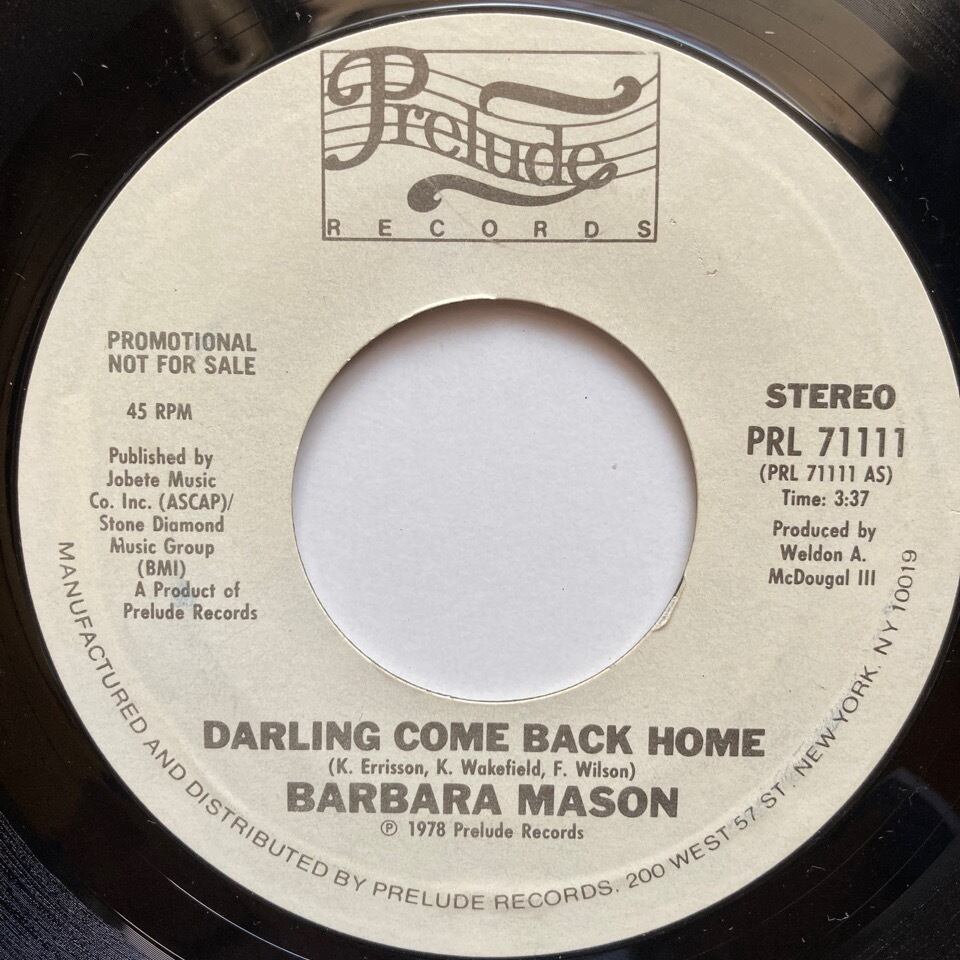 Prelude
RECORDS
PROMOTIONAL
NOT FOR SALE
45 RPM
Published by
Jobete Music
Co. Inc. (ASCAP)/
Stone Diamond
Music Group
(BMI)
A Product of
Prelude Records
STEREO
PRL 71111
(PRL 71111 AS)
Time: 3:37
Produced by
Weldon A.
McDougal III
DARLING COME BACK HOME
(K. Errisson, K. Wakefield, F. Wilson)
BARBARA MASON
℗ 1978 Prelude Records
MANUFACTURED AND DISTRIBUTED BY PRELUDE RECORDS. 200 WEST 57 ST. NEW YORK. NY 10019